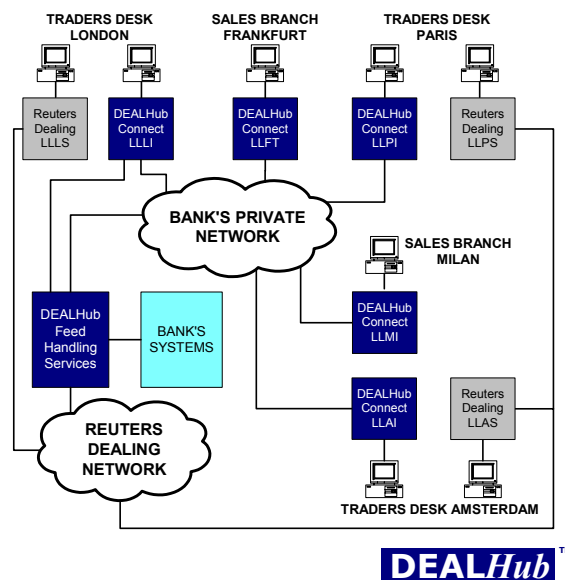 TRADERS DESK
LONDON
SALES BRANCH
FRANKFURT
TRADERS DESK
PARIS
Reuters
Dealing
LLLS
DEALHub
Connect
LLLI
DEALHub
Connect
LLFT
DEALHub
Connect
LLPI
Reuters
Dealing
LLPS
BANK'S PRIVATE
NETWORK
SALES BRANCH
MILAN
DEALHub
Connect
LLMI
DEALHub
Feed
Handling
Services
BANK'S
SYSTEMS
DEALHub
Connect
LLAI
Reuters
Dealing
LLAS
REUTERS
DEALING
NETWORK
TRADERS DESK AMSTERDAM
DEALHub T